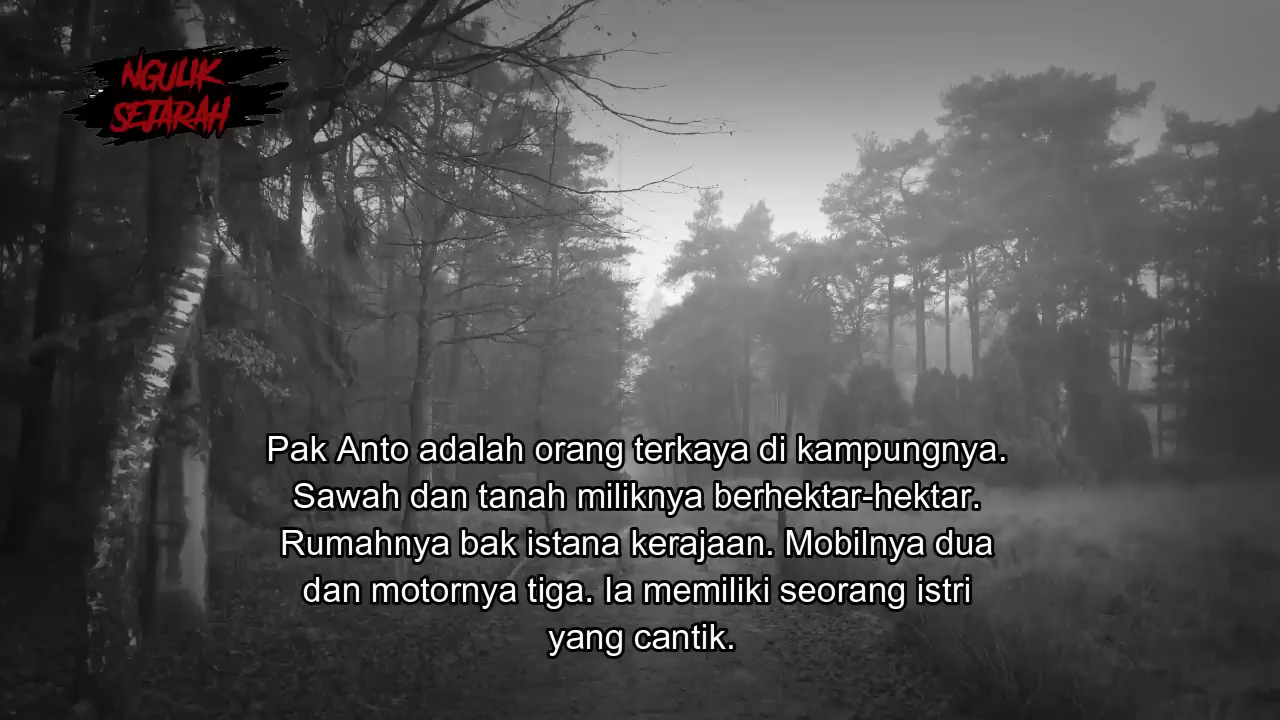 NGULIK
SEJARAH
Pak Anto adalah orang terkaya di kampungnya.
Sawah dan tanah miliknya berhektar-hektar.
Rumahnya bak istana kerajaan. Mobilnya dua
dan motornya tiga. Ia memiliki seorang istri
yang cantik.